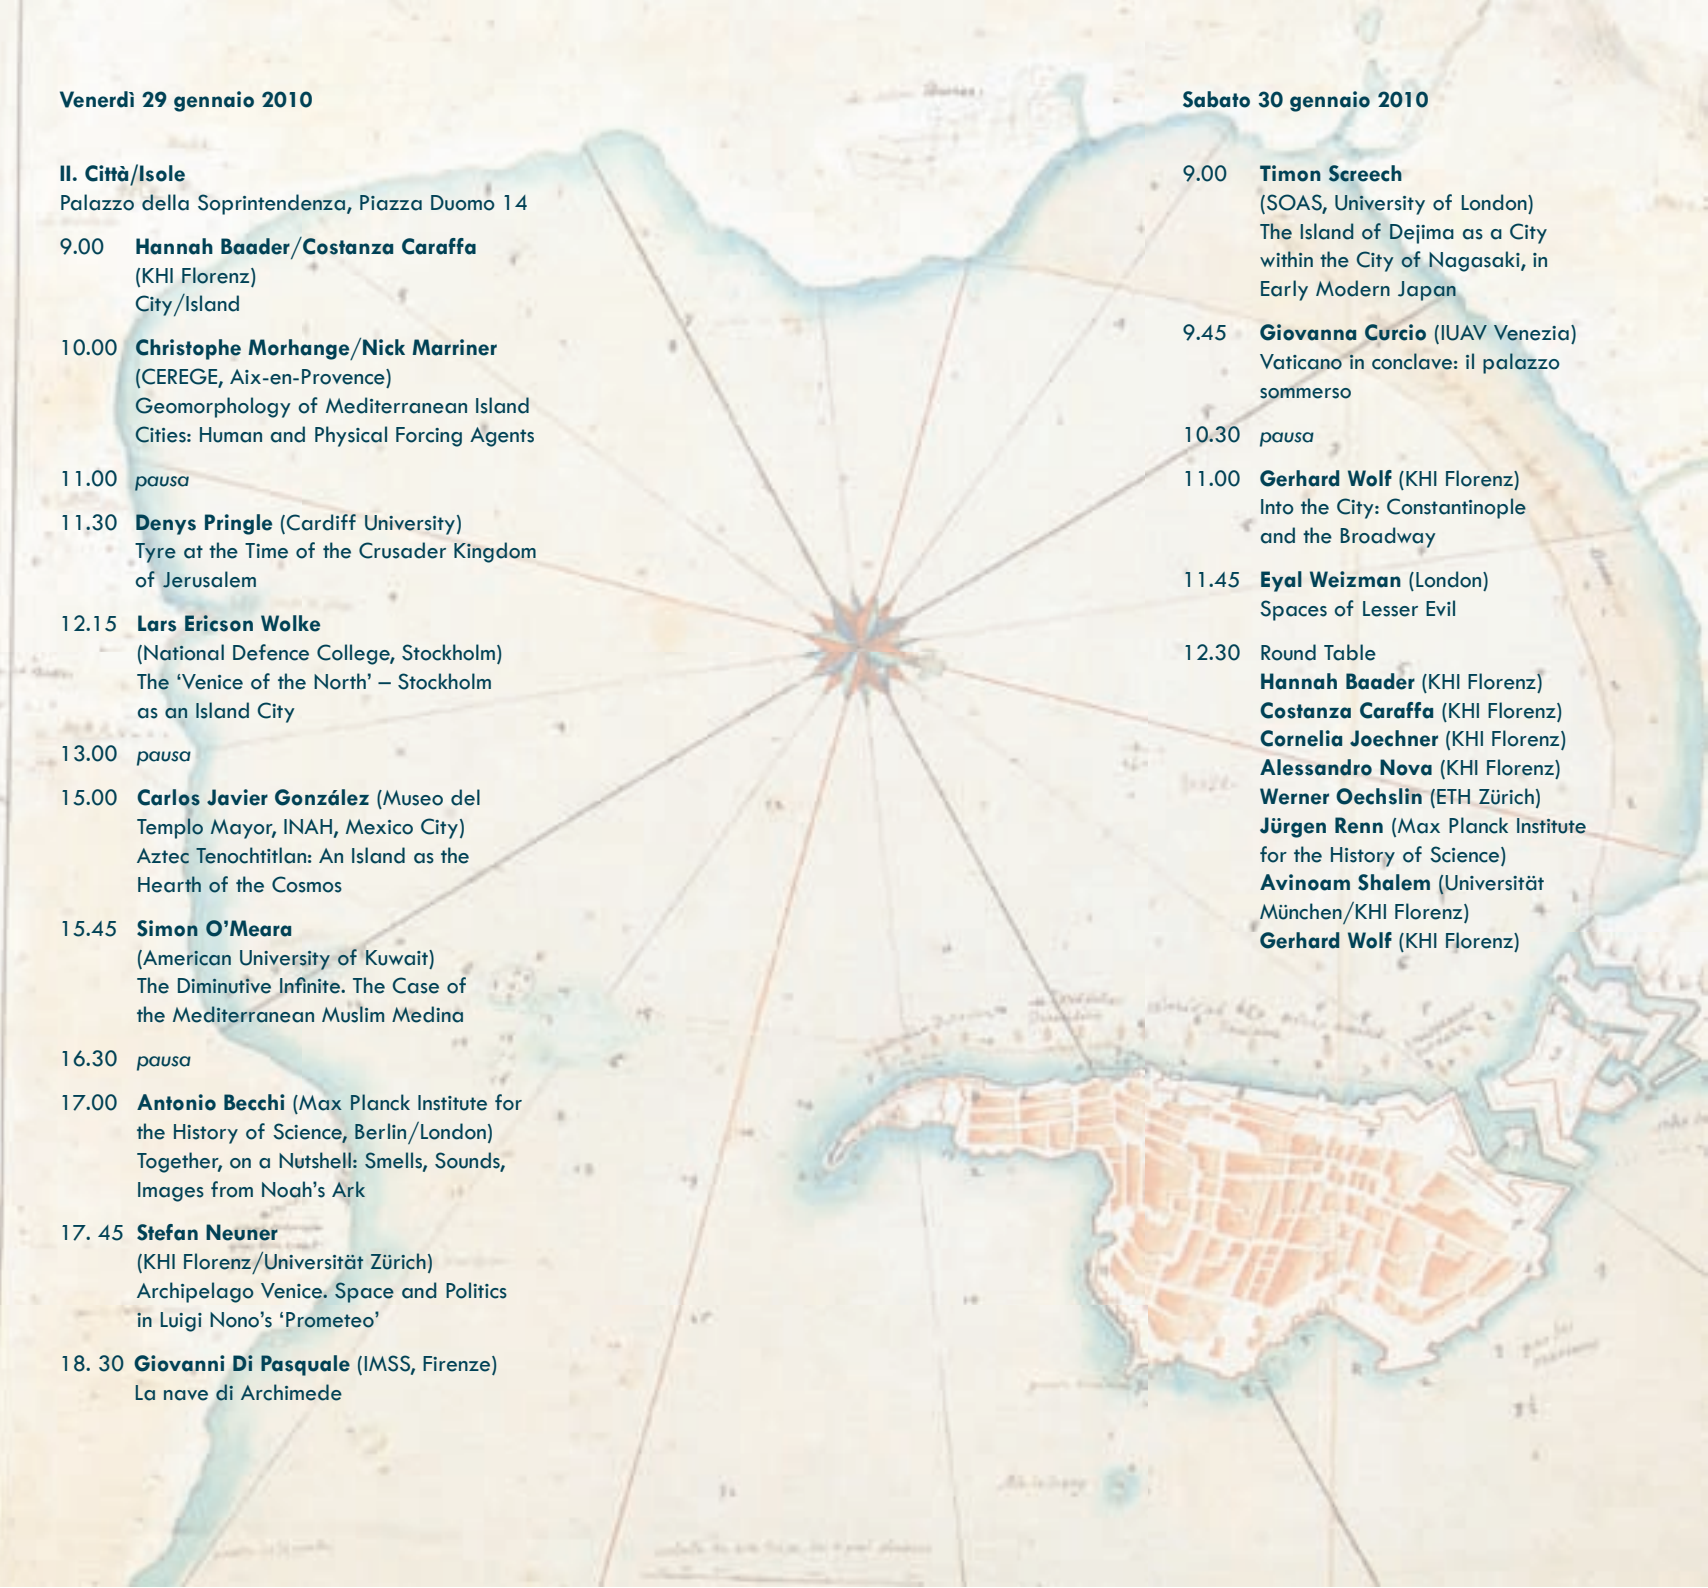 Venerdì 29 gennaio 2010
II. Città/Isole
Palazzo della Soprintendenza, Piazza Duomo 14
9.00 Hannah Baader/Costanza Caraffa
(KHI Florenz)
City/Island
10.00 Christophe Morhange/Nick Marriner
(CEREGE, Aix-en-Provence)
Geomorphology of Mediterranean Island
Cities: Human and Physical Forcing Agents
11.00 pausa
11.30 Denys Pringle (Cardiff University)
Tyre at the Time of the Crusader Kingdom
of Jerusalem
12.15 Lars Ericson Wolke
(National Defence College, Stockholm)
The ‘Venice of the North’ – Stockholm
as an Island City
13.00 pausa
15.00 Carlos Javier González (Museo del
Templo Mayor, INAH, Mexico City)
Aztec Tenochtitlan: An Island as the
Hearth of the Cosmos
15.45 Simon O’Meara
(American University of Kuwait)
The Diminutive Infinite. The Case of
the Mediterranean Muslim Medina
16.30 pausa
17.00 Antonio Becchi (Max Planck Institute for
the History of Science, Berlin/London)
Together, on a Nutshell: Smells, Sounds,
Images from Noah’s Ark
17. 45 Stefan Neuner
(KHI Florenz/Universität Zürich)
Archipelago Venice. Space and Politics
in Luigi Nono’s ‘Prometeo’
18. 30 Giovanni Di Pasquale (IMSS, Firenze)
La nave di Archimede
Sabato 30 gennaio 2010
9.00 Timon Screech
(SOAS, University of London)
The Island of Dejima as a City
within the City of Nagasaki, in
Early Modern Japan
9.45 Giovanna Curcio (IUAV Venezia)
Vaticano in conclave: il palazzo
sommerso
10.30 pausa
11.00 Gerhard Wolf (KHI Florenz)
Into the City: Constantinople
and the Broadway
11.45 Eyal Weizman (London)
Spaces of Lesser Evil
12.30 Round Table
Hannah Baader (KHI Florenz)
Costanza Caraffa (KHI Florenz)
Cornelia Joechner (KHI Florenz)
Alessandro Nova (KHI Florenz)
Werner Oechslin (ETH Zürich)
Jürgen Renn (Max Planck Institute
for the History of Science)
Avinoam Shalem (Universität
München/KHI Florenz)
Gerhard Wolf (KHI Florenz)